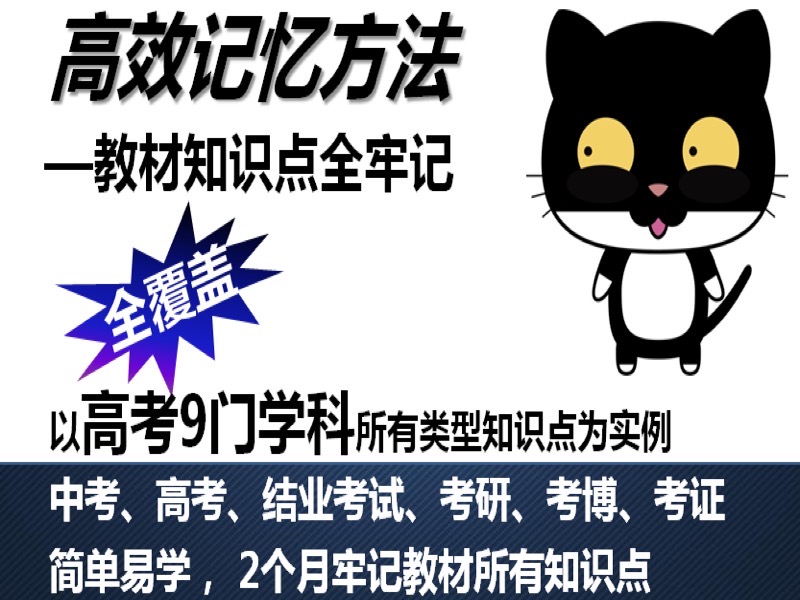 高效记忆方法
—教材知识点全牢记
全覆盖
以高考9门学科所有类型知识点为实例
中考、高考、结业考试、考研、考博、考证
简单易学，2个月牢记教材所有知识点